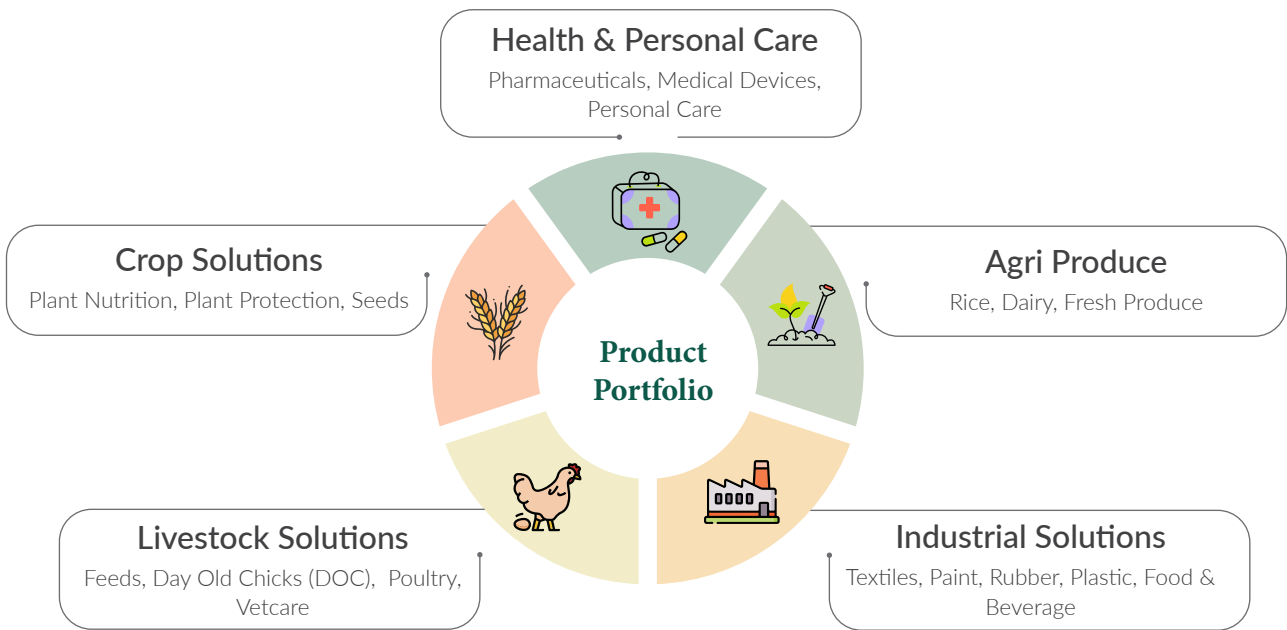 Health & Personal Care
Pharmaceuticals, Medical Devices,
Personal Care
Crop Solutions
Plant Nutrition, Plant Protection, Seeds
Agri Produce
Rice, Dairy, Fresh Produce
Product
Portfolio
Livestock Solutions
Feeds, Day Old Chicks (DOC), Poultry,
Vetcare
Industrial Solutions
Textiles, Paint, Rubber, Plastic, Food &
Beverage